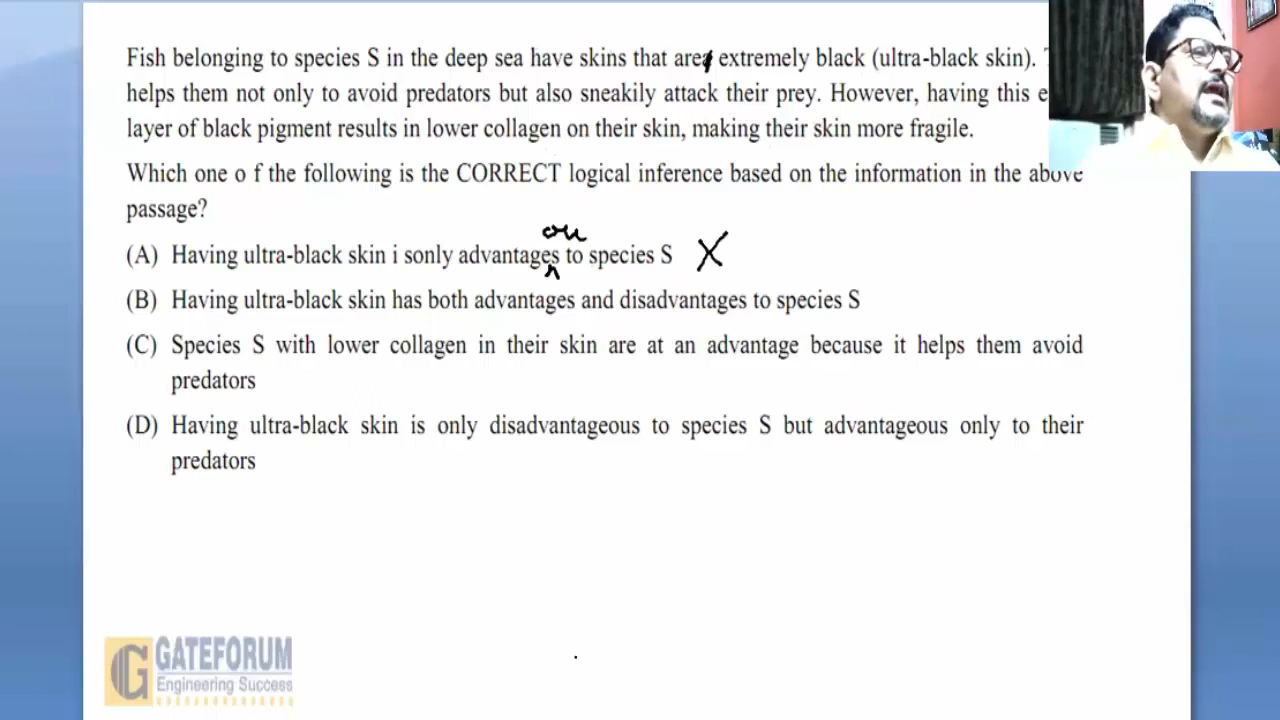 Fish belonging to species S in the deep sea have skins that are extremely black (ultra-black skin).
helps them not only to avoid predators but also sneakily attack their prey. However, having this
layer of black pigment results in lower collagen on their skin, making their skin more fragile.
Which one o f the following is the CORRECT logical inference based on the information in the above
passage?
ou
(A) Having ultra-black skin i sonly advantages to species S X
(B) Having ultra-black skin has both advantages and disadvantages to species S
(C) Species S with lower collagen in their skin are at an advantage because it helps them avoid
predators
(D) Having ultra-black skin is only disadvantageous to species S but advantageous only to their
predators
GATEFORUM
Engineering Success